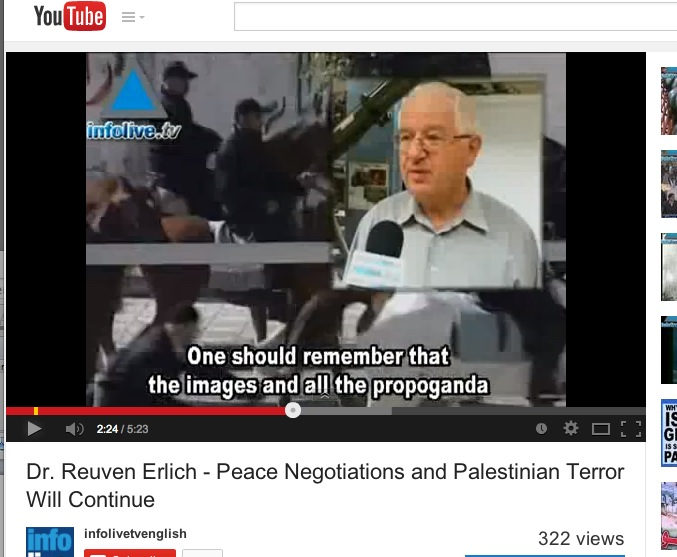 YouTube
infolive.tv
One should remember that
the images and all the propoganda
2:24 / 5:23
Dr. Reuven Erlich - Peace Negotiations and Palestinian Terror
Will Continue
info
infolivetvenglish
322 views